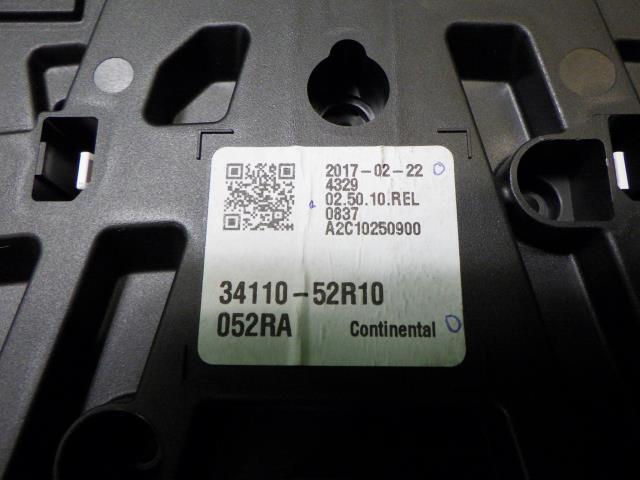 2017-02-22
4329
02.50.10.REL
0837
A2C10250900
34110-52R10
052RA Continental